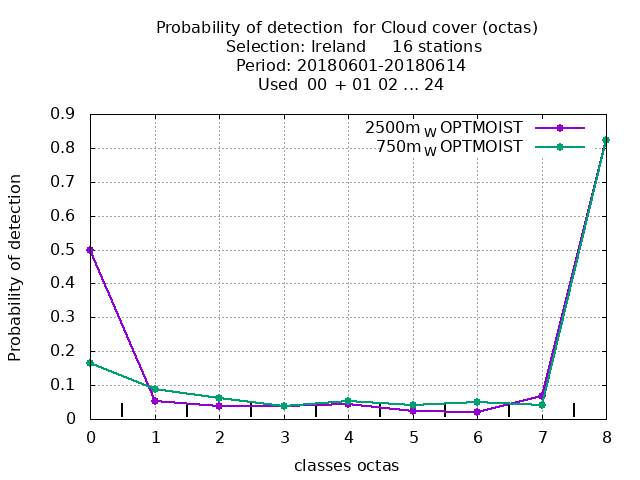 Probability of detection  for Cloud cover (octas)
Selection: Ireland     16 stations
Period: 20180601-20180614
Used  00  + 01 02 ... 24
2500m W OPTMOIST
750m W OPTMOIST
Probability of detection
0.9
0.8
0.7
0.6
0.5
0.4
0.3
0.2
0.1
0
0 1 2 3 4 5 6 7 8
classes octas